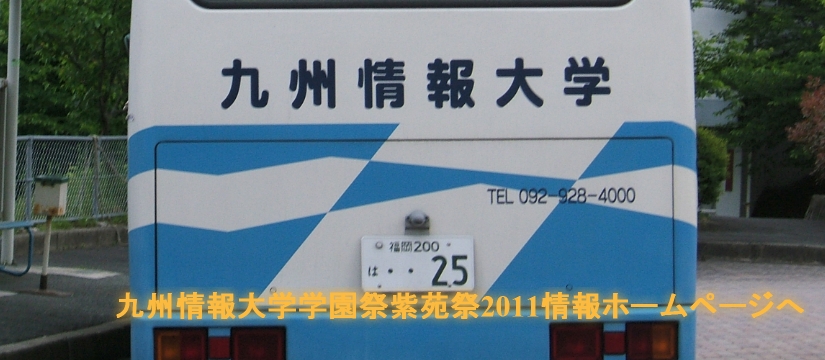 九州情報大学
TEL 092-928-4000
福岡200
は・・25
九州情報大学学園祭紫苑祭2011情報ホームページへ